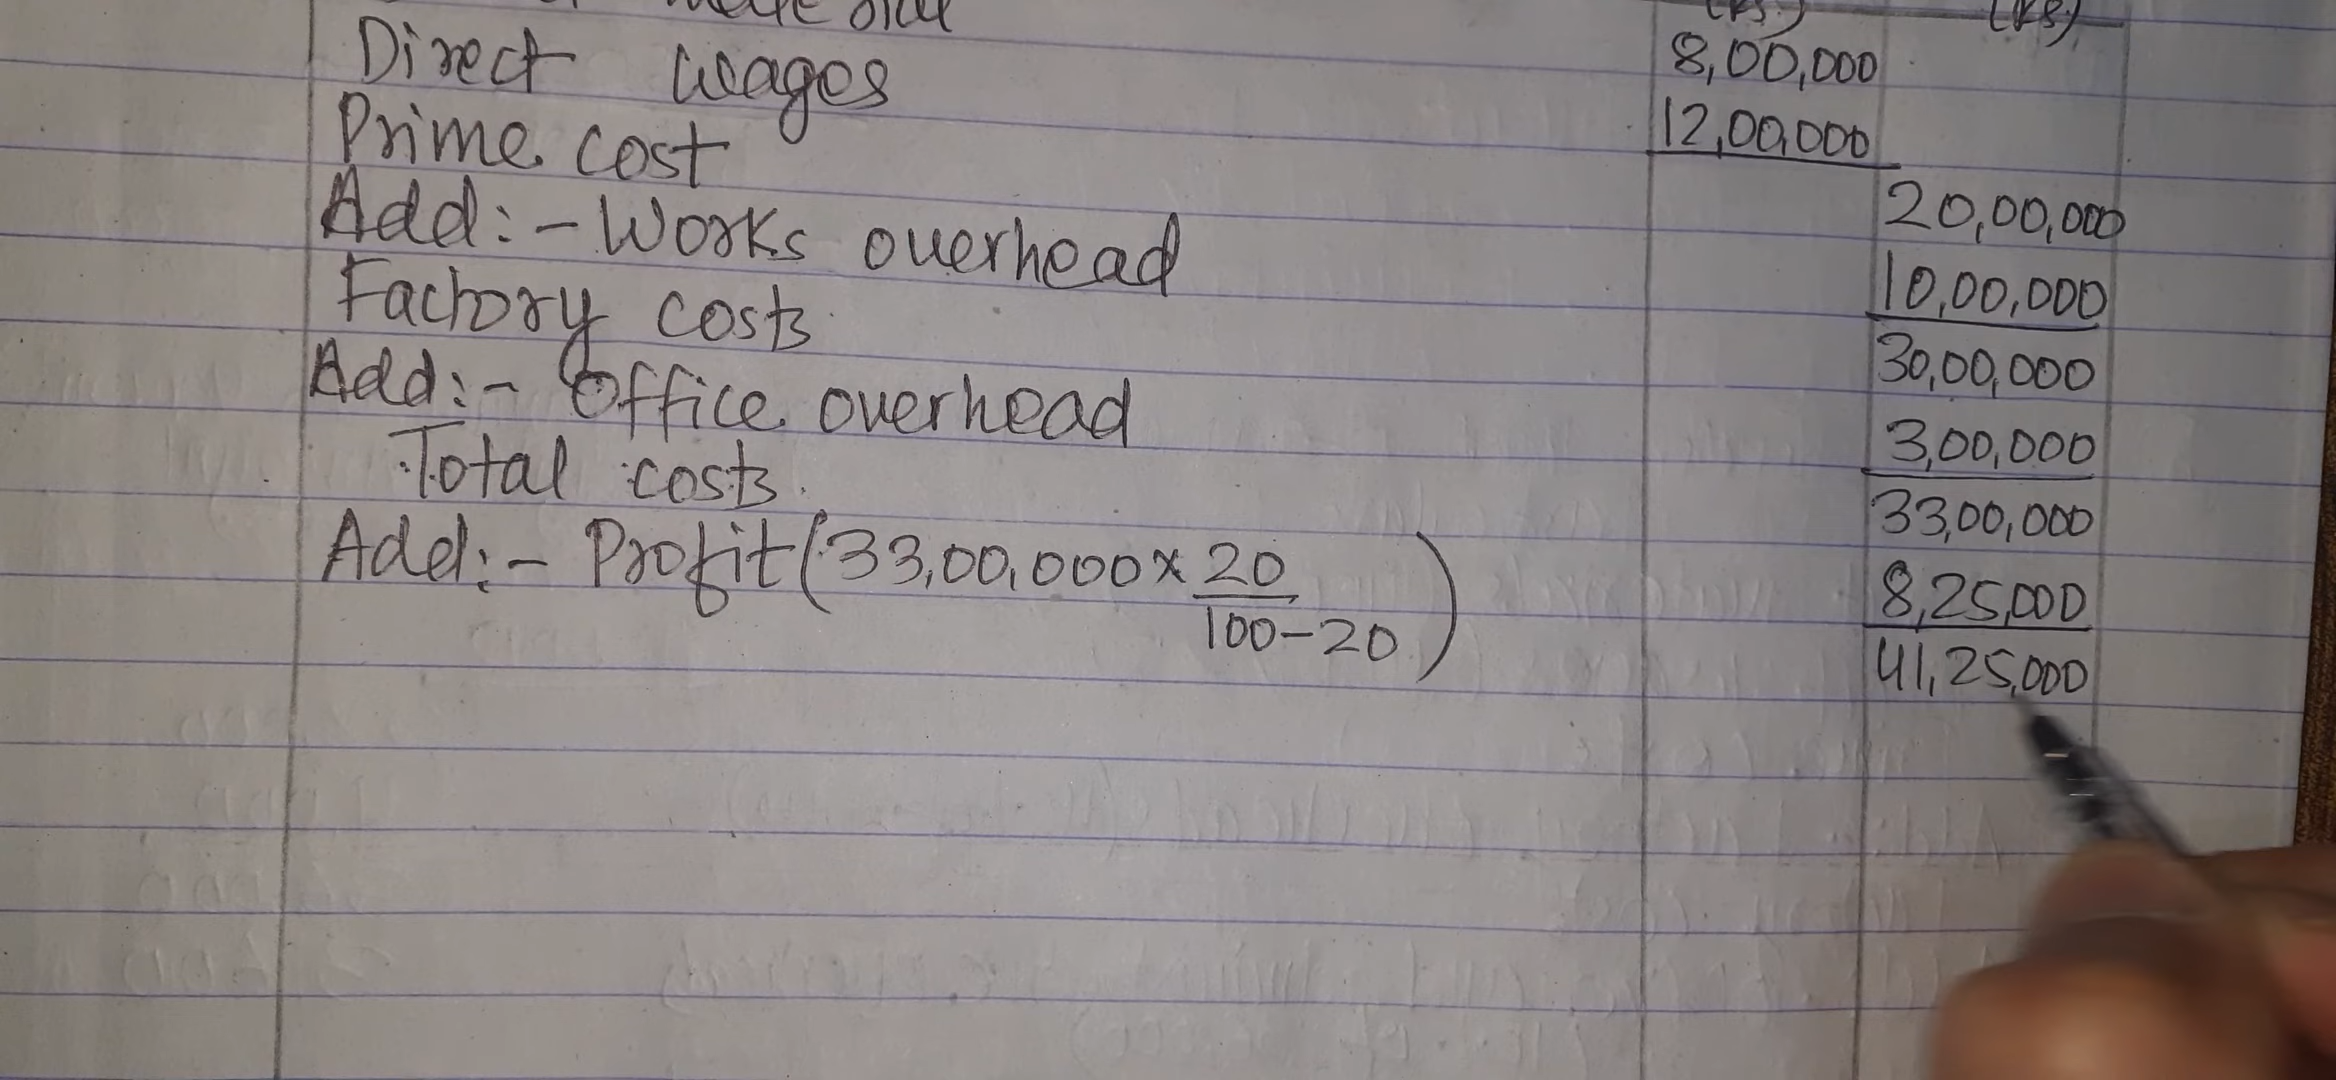 (Rs.) (Rs)
Direct wages 8,00,000
Prime cost 12,00,000
Add:- Works overhead 20,00,000
Factory costs 10,00,000
30,00,000
Add:- Office overhead 3,00,000
Total costs 33,00,000
Add:- Profit (33,00,000 × 20/100-20) 8,25,000
41,25,000